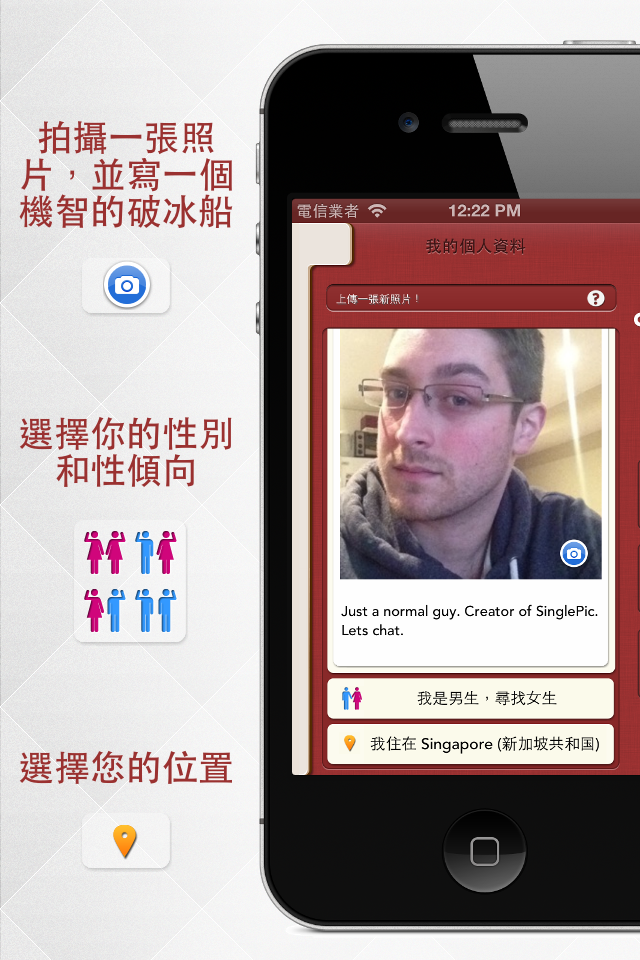 拍攝一張照
片，並寫一個
機智的破冰船
選擇你的性別
和性傾向
選擇您的位置
電信業者 12:22 PM
我的個人資料
上傳一張新照片！ ?
Just a normal guy. Creator of SinglePic.
Lets chat.
我是男生，尋找女生
我住在 Singapore (新加坡共和国)